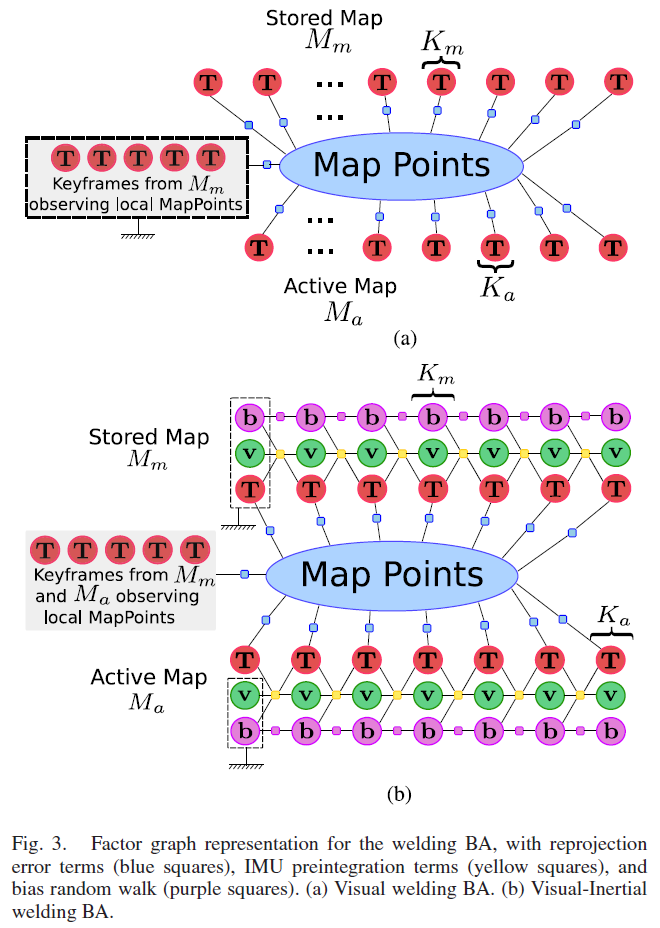 Stored Map
M_m
K_m
T T ... T T T T T
...
Map Points
T T T T T
Keyframes from M_m
observing local MapPoints
...
T ... T T T T T
Active Map
M_a
K_a
(a)
K_m
b b b b b b b
Stored Map
M_m
v v v v v v v
T T T T T T T
T T T T T
Keyframes from M_m
and M_a observing
local MapPoints
Map Points
K_a
T T T T T T T
Active Map
M_a
v v v v v v v
b b b b b b b
(b)
Fig. 3. Factor graph representation for the welding BA, with reprojection
error terms (blue squares), IMU preintegration terms (yellow squares), and
bias random walk (purple squares). (a) Visual welding BA. (b) Visual-Inertial
welding BA.